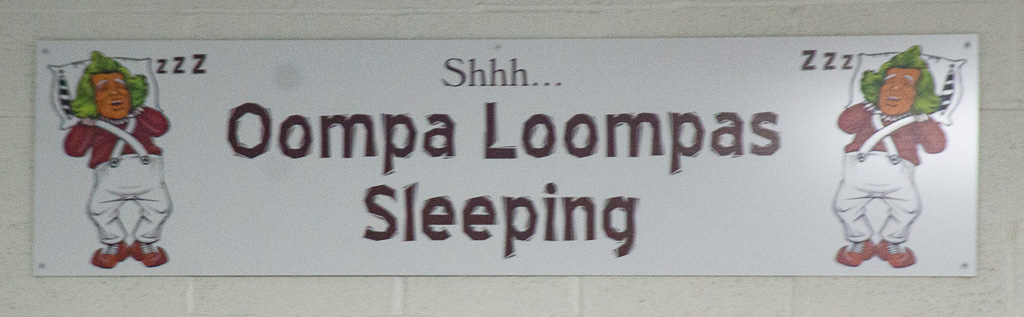 zzz
Shhh...
zzz
Oompa Loompas
Sleeping